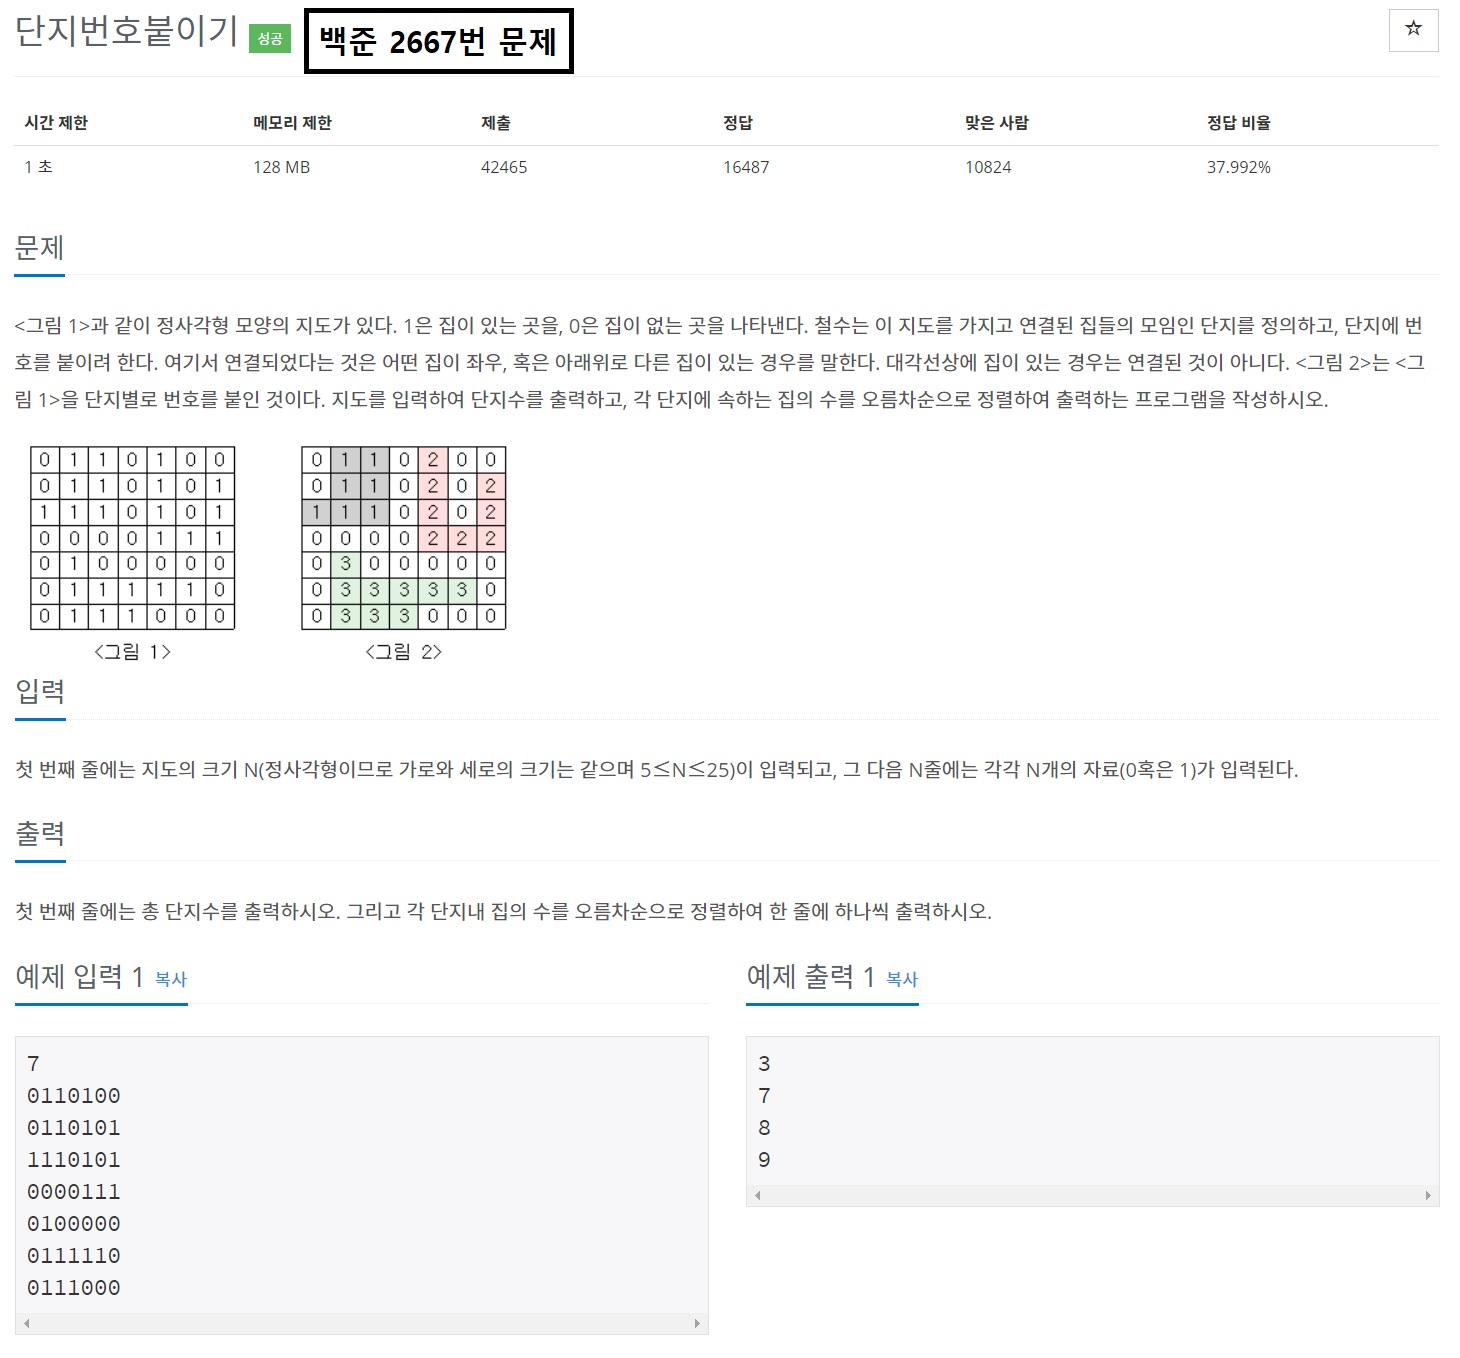 단지번호붙이기 성공 백준 2667번 문제 ☆
시간 제한 메모리 제한 제출 정답 맞은 사람 정답 비율
1 초 128 MB 42465 16487 10824 37.992%
문제
<그림 1>과 같이 정사각형 모양의 지도가 있다. 1은 집이 있는 곳을, 0은 집이 없는 곳을 나타낸다. 철수는 이 지도를 가지고 연결된 집들의 모임인 단지를 정의하고, 단지에 번
호를 붙이려 한다. 여기서 연결되었다는 것은 어떤 집이 좌우, 혹은 아래위로 다른 집이 있는 경우를 말한다. 대각선상에 집이 있는 경우는 연결된 것이 아니다. <그림 2>는 <그
림 1>을 단지별로 번호를 붙인 것이다. 지도를 입력하여 단지수를 출력하고, 각 단지에 속하는 집의 수를 오름차순으로 정렬하여 출력하는 프로그램을 작성하시오.
0 1 1 0 1 0 0
0 1 1 0 1 0 1
1 1 1 0 1 0 1
0 0 0 0 1 1 1
0 1 0 0 0 0 0
0 1 1 1 1 1 0
0 1 1 1 0 0 0
<그림 1>
0 1 1 0 2 0 0
0 1 1 0 2 0 2
1 1 1 0 2 0 2
0 0 0 0 2 2 2
0 3 0 0 0 0 0
0 3 3 3 3 3 0
0 3 3 3 0 0 0
<그림 2>
입력
첫 번째 줄에는 지도의 크기 N(정사각형이므로 가로와 세로의 크기는 같으며 5≤N≤25)이 입력되고, 그 다음 N줄에는 각각 N개의 자료(0혹은 1)가 입력된다.
출력
첫 번째 줄에는 총 단지수를 출력하시오. 그리고 각 단지내 집의 수를 오름차순으로 정렬하여 한 줄에 하나씩 출력하시오.
예제 입력 1 복사
7
0110100
0110101
1110101
0000111
0100000
0111110
0111000
예제 출력 1 복사
3
7
8
9